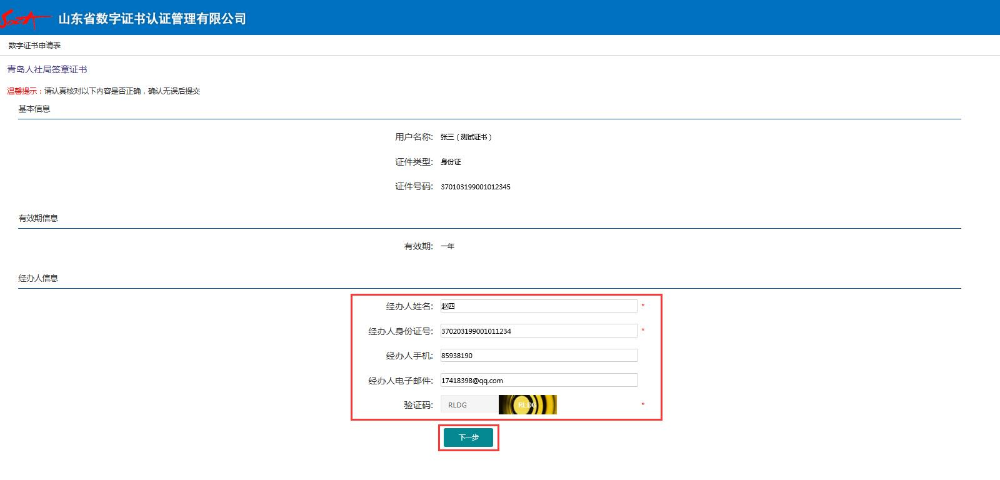 SDZA 山东省数字证书认证管理有限公司
数字证书申请表
青岛人社局签章证书
温馨提示：请认真核对以下内容是否正确，确认无误后提交
基本信息
用户名称: 张三（测试证书）
证件类型: 身份证
证件号码: 370103199001012345
有效期信息
有效期: 一年
经办人信息
经办人姓名: 赵四 *
经办人身份证号: 370203199001011234 *
经办人手机: 85938190
经办人电子邮件: 17418398@qq.com
验证码: RLDG RLDG *
下一步